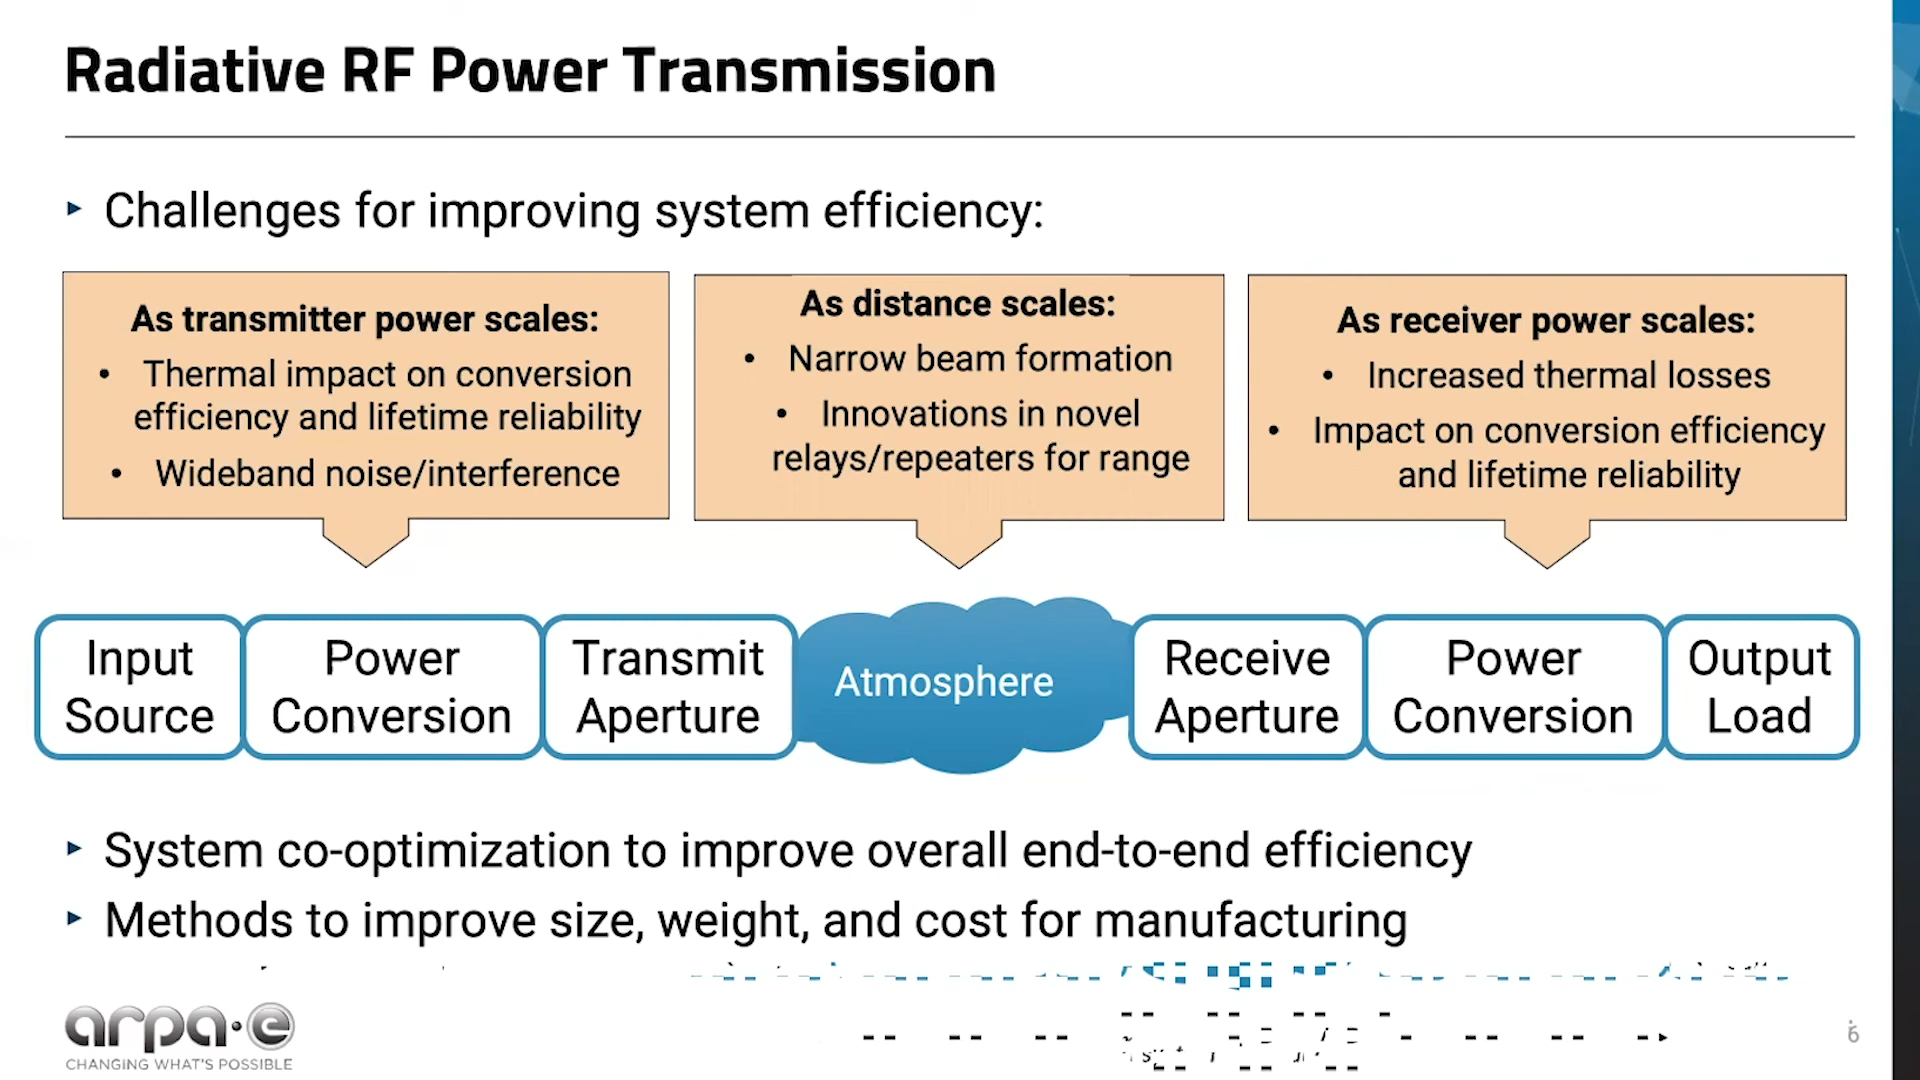 Radiative RF Power Transmission
‣ Challenges for improving system efficiency:
As transmitter power scales:
• Thermal impact on conversion
efficiency and lifetime reliability
• Wideband noise/interference
As distance scales:
• Narrow beam formation
• Innovations in novel
relays/repeaters for range
As receiver power scales:
• Increased thermal losses
• Impact on conversion efficiency
and lifetime reliability
Input
Source
Power
Conversion
Transmit
Aperture
Atmosphere
Receive
Aperture
Power
Conversion
Output
Load
‣ System co-optimization to improve overall end-to-end efficiency
‣ Methods to improve size, weight, and cost for manufacturing
arpa·e
CHANGING WHAT'S POSSIBLE
6